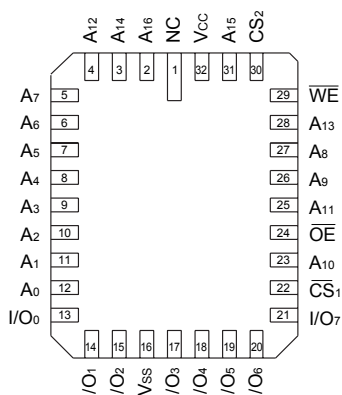 A12 A14 A16 NC VCC A15 CS2
4 3 2 1 32 31 30
A7 5 29 W̅E̅
A6 6 28 A13
A5 7 27 A8
A4 8 26 A9
A3 9 25 A11
A2 10 24 O̅E̅
A1 11 23 A10
A0 12 22 C̅S̅1
I/O0 13 21 I/O7
14 15 16 17 18 19 20
/O1 /O2 VSS /O3 /O4 /O5 /O6